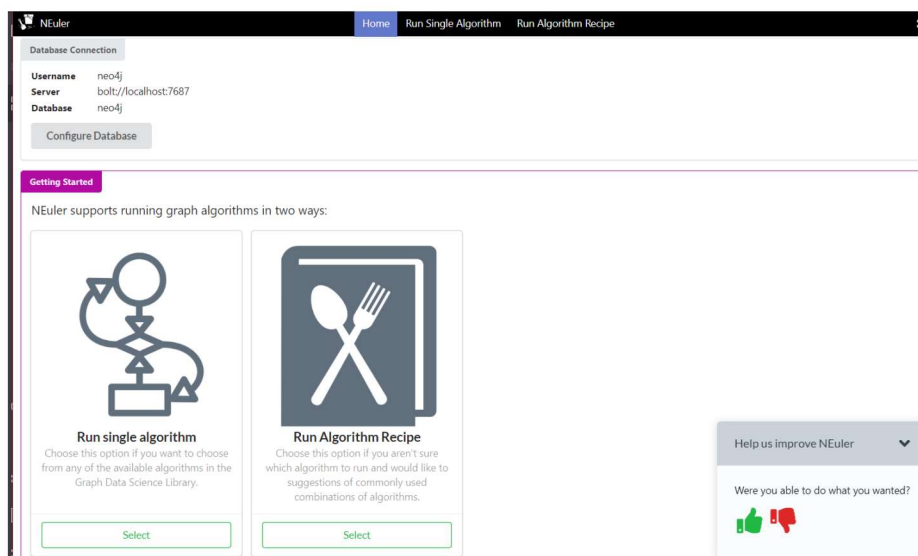 NEuler
Home Run Single Algorithm Run Algorithm Recipe
Database Connection
Username neo4j
Server bolt://localhost:7687
Database neo4j
Configure Database
Getting Started
NEuler supports running graph algorithms in two ways:
Run single algorithm
Choose this option if you want to choose
from any of the available algorithms in the
Graph Data Science Library.
Select
Run Algorithm Recipe
Choose this option if you aren't sure
which algorithm to run and would like to
suggestions of commonly used
combinations of algorithms.
Select
Help us improve NEuler
Were you able to do what you wanted?